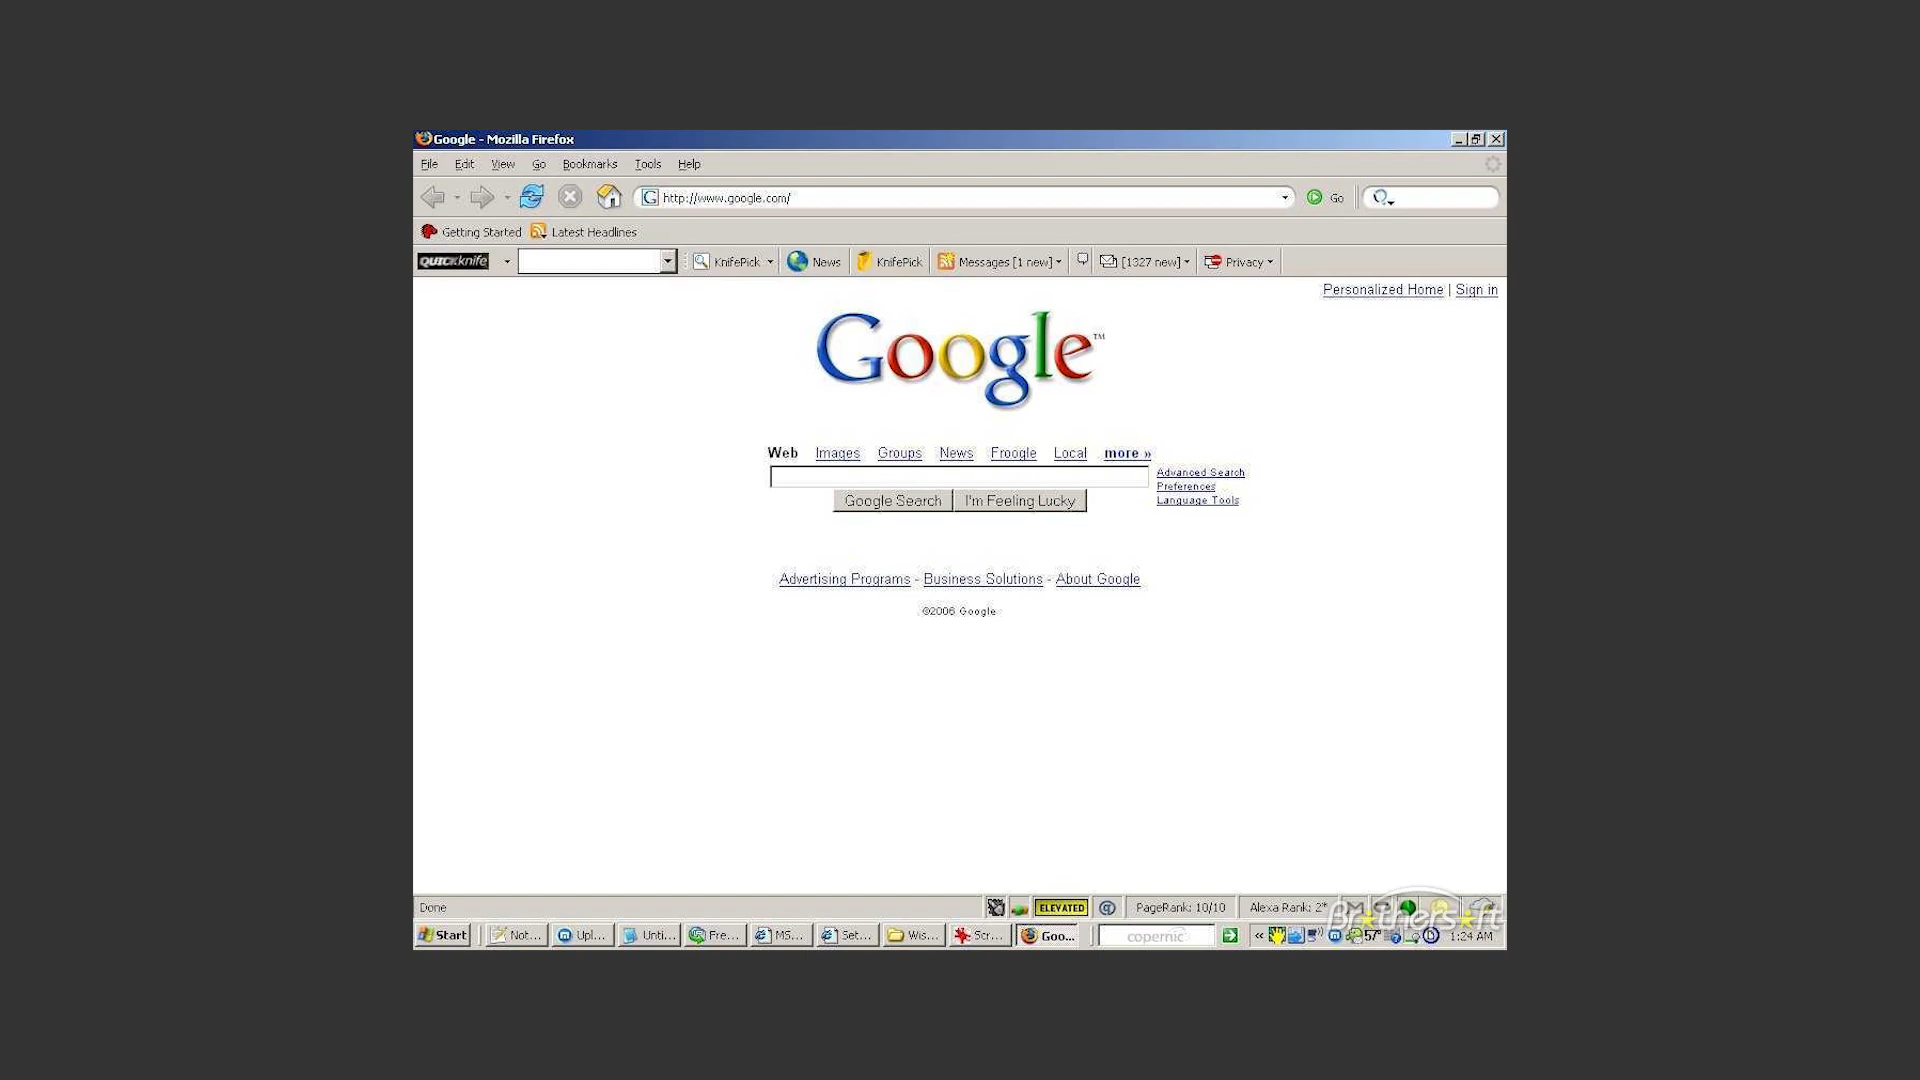 Google - Mozilla Firefox
File Edit View Go Bookmarks Tools Help
http://www.google.com/ Go
Getting Started Latest Headlines
QUICKknife KnifePick News KnifePick Messages [1 new] [1327 new] Privacy
Personalized Home | Sign in
Google™
Web Images Groups News Froogle Local more »
Advanced Search
Preferences
Language Tools
Google Search I'm Feeling Lucky
Advertising Programs - Business Solutions - About Google
©2006 Google
Done ELEVATED PageRank: 10/10 Alexa Rank: 2*
Brothersoft
Start Not... Upl... Unti... Fre... MS... Set... Wis... Scr... Goo... copernic « 57° 1:24 AM